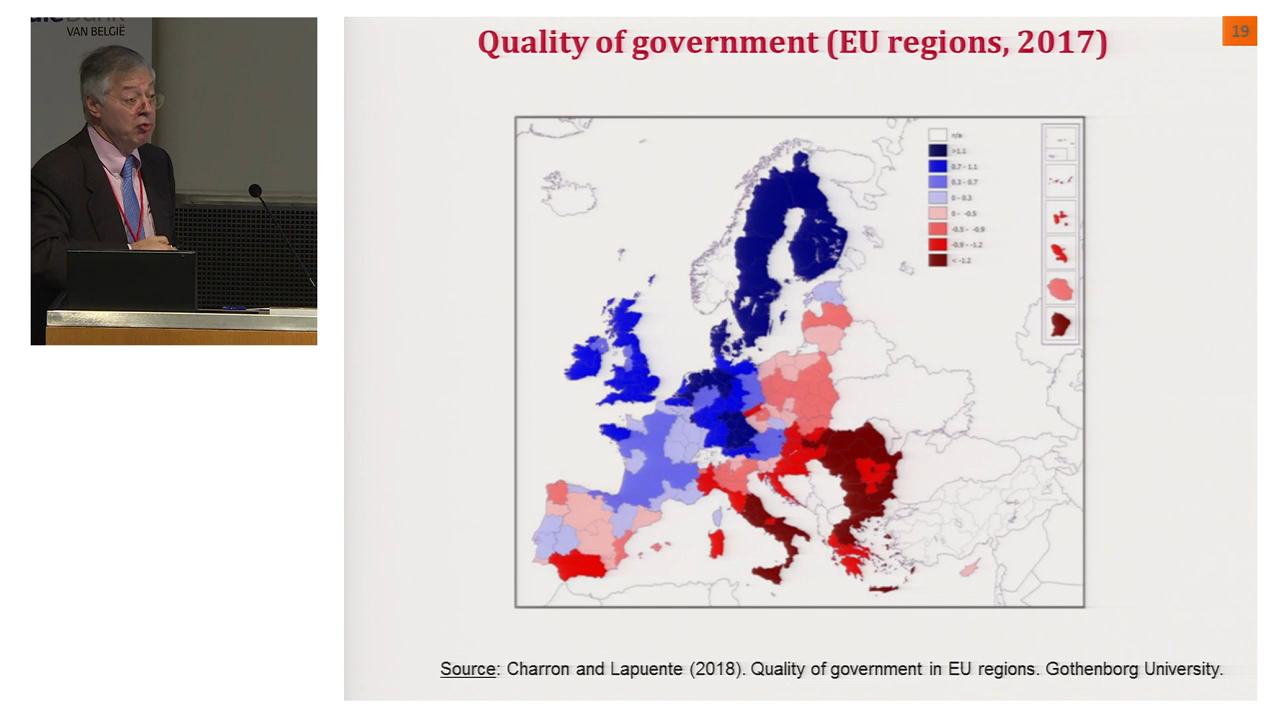 VAN BELGIË
Quality of government (EU regions, 2017)
19
n/a
>1.1
0.7 - 1.1
0.3 - 0.7
0 - 0.3
0 - -0.5
-0.5 - -0.9
-0.9 - -1.2
< -1.2
Source: Charron and Lapuente (2018). Quality of government in EU regions. Gothenborg University.